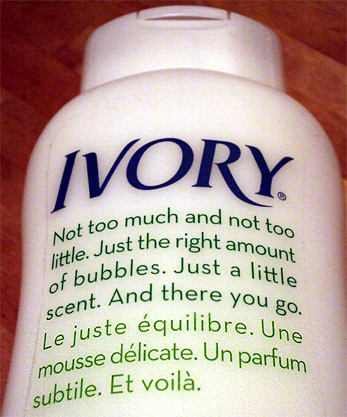 IVORY®
Not too much and not too
little. Just the right amount
of bubbles. Just a little
scent. And there you go.
Le juste équilibre. Une
mousse délicate. Un parfum
subtile. Et voilà.